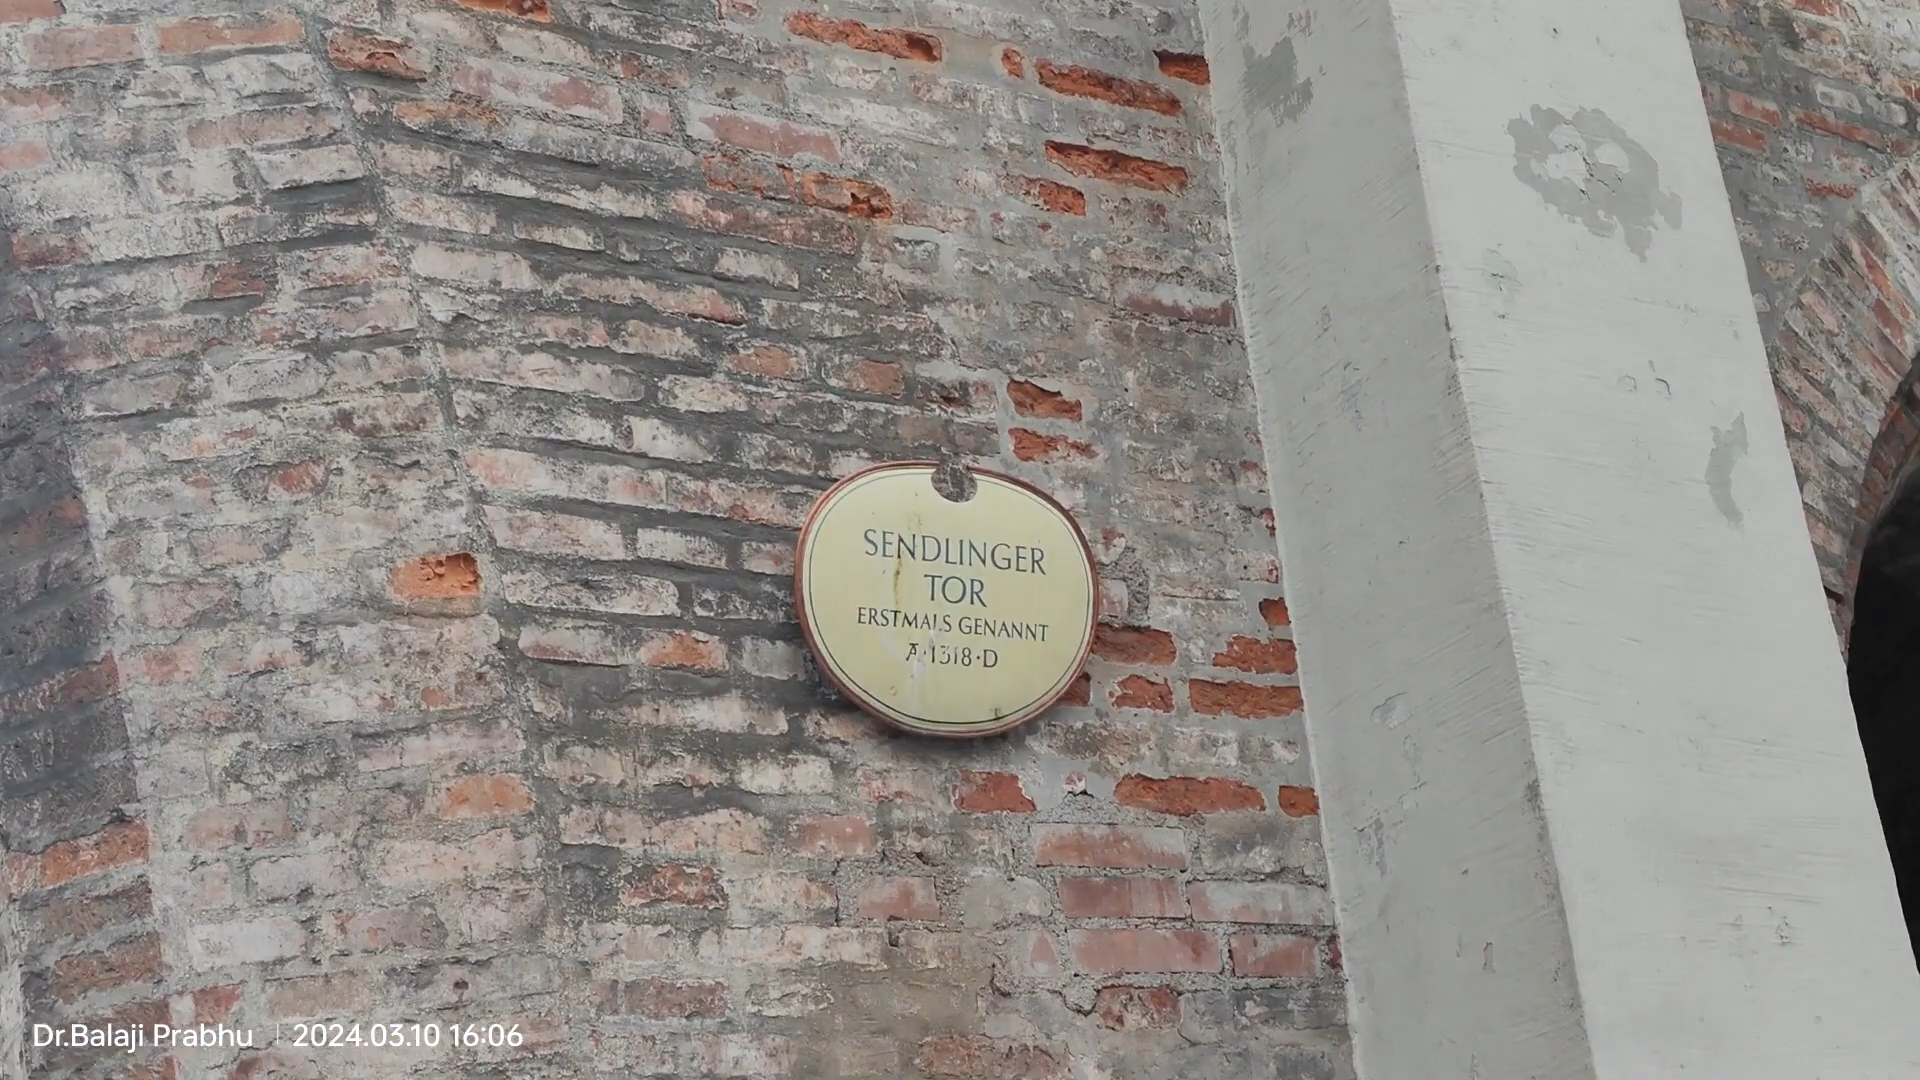 SENDLINGER
TOR
ERSTMALS GENANNT
A·1318·D
Dr.Balaji Prabhu | 2024.03.10 16:06